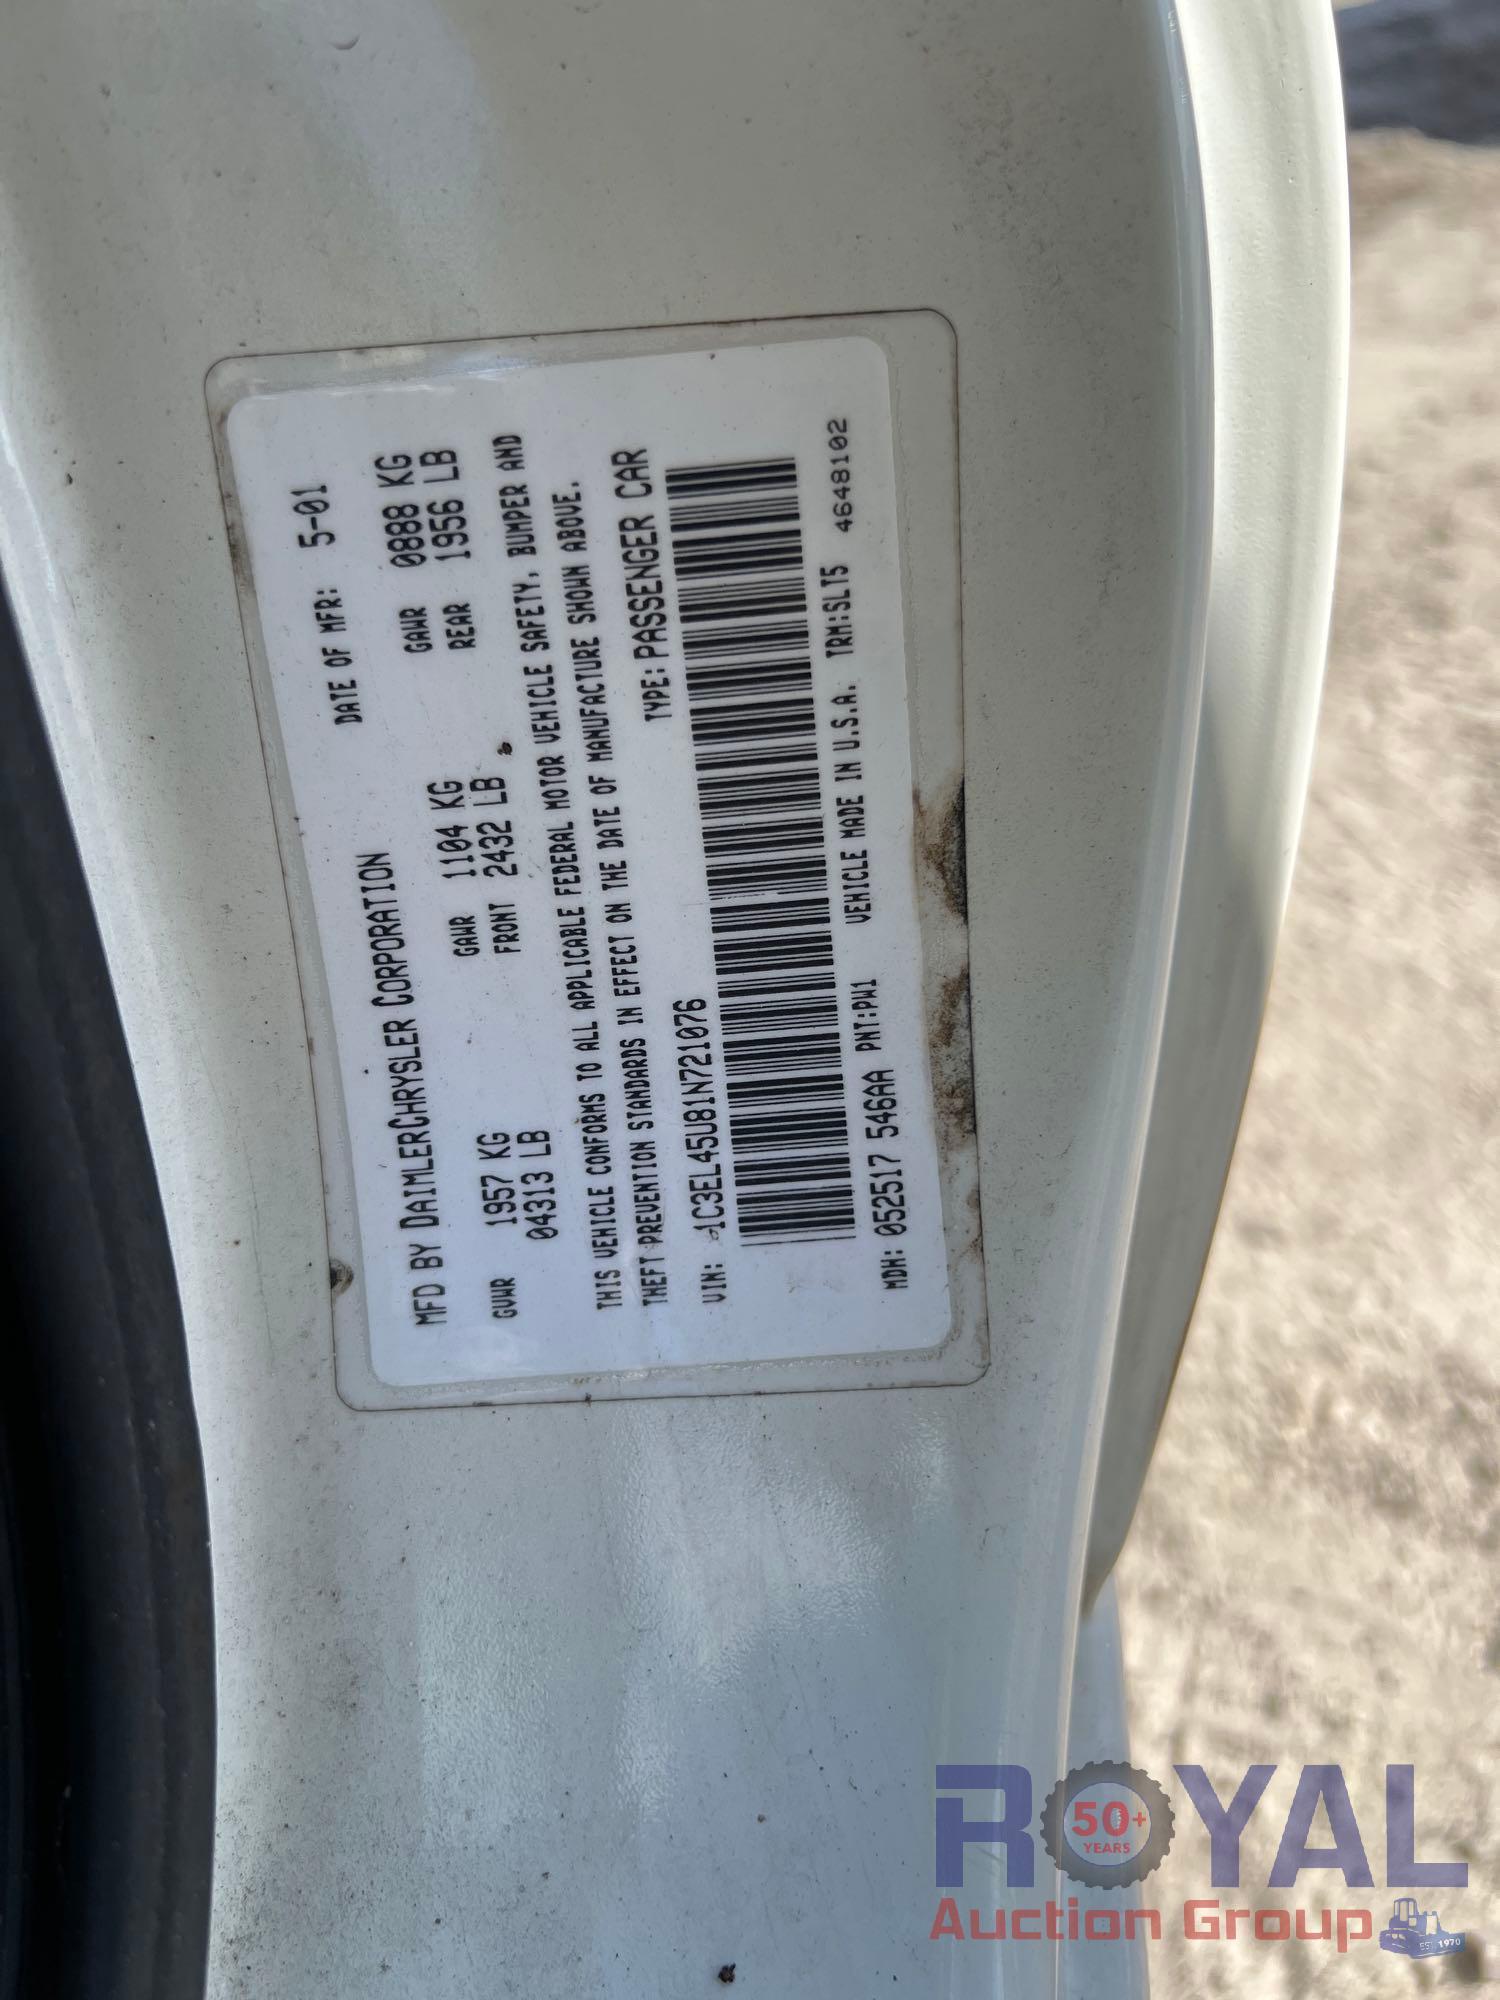 MFD BY DAIMLERCHRYSLER CORPORATION DATE OF MFR: 5-01
GVWR 1957 KG GAWR 1104 KG GAWR 0888 KG
04313 LB FRONT 2432 LB REAR 1956 LB
THIS VEHICLE CONFORMS TO ALL APPLICABLE FEDERAL MOTOR VEHICLE SAFETY, BUMPER AND
THEFT PREVENTION STANDARDS IN EFFECT ON THE DATE OF MANUFACTURE SHOWN ABOVE.
VIN: 1C3EL45U81N721076 TYPE: PASSENGER CAR
MDH: 052517 546AA PNT:PW1 VEHICLE MADE IN U.S.A. TRM:SLT5 4648102
ROYAL
50+
YEARS
Auction Group
EST. 1970